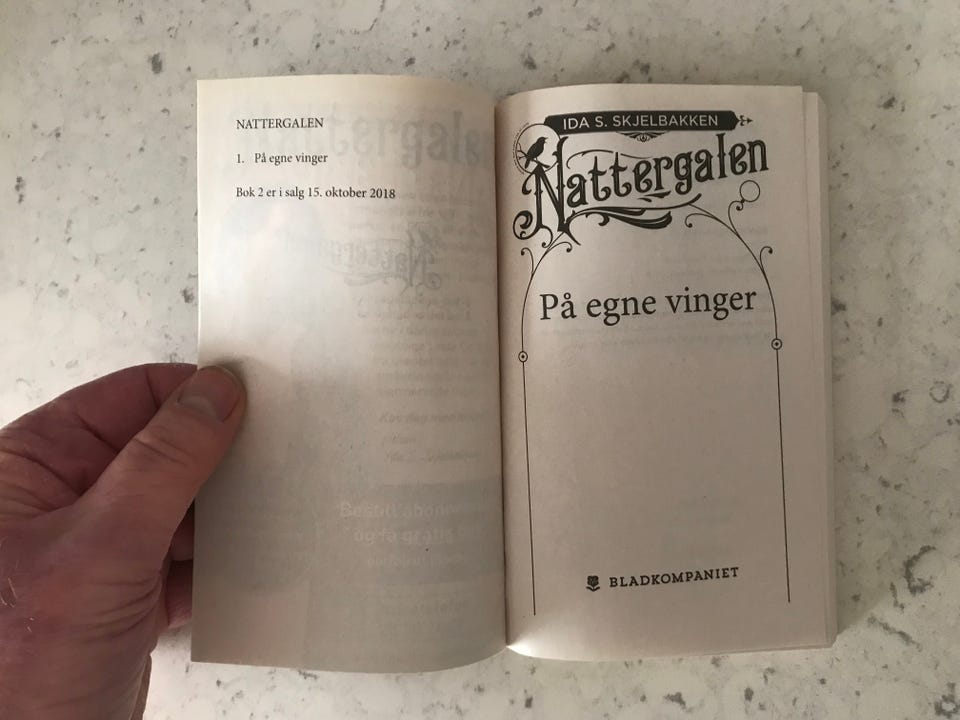 NATTERGALEN
1. På egne vinger
Bok 2 er i salg 15. oktober 2018
IDA S. SKJELBAKKEN
Nattergalen
På egne vinger
BLADKOMPANIET